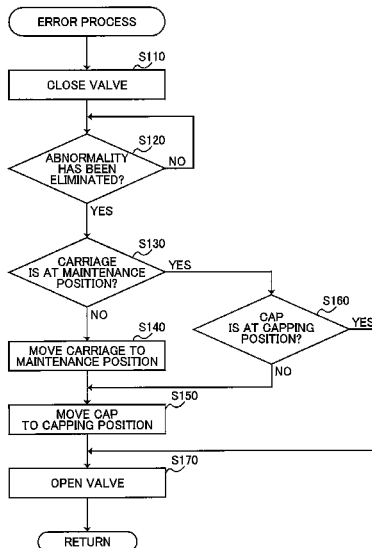 ERROR PROCESS
S110
CLOSE VALVE
S120
ABNORMALITY
HAS BEEN
ELIMINATED?
NO
YES
S130
CARRIAGE
IS AT MAINTENANCE
POSITION?
YES
NO
S160
CAP
IS AT CAPPING
POSITION?
YES
NO
S140
MOVE CARRIAGE TO
MAINTENANCE POSITION
S150
MOVE CAP
TO CAPPING POSITION
S170
OPEN VALVE
RETURN